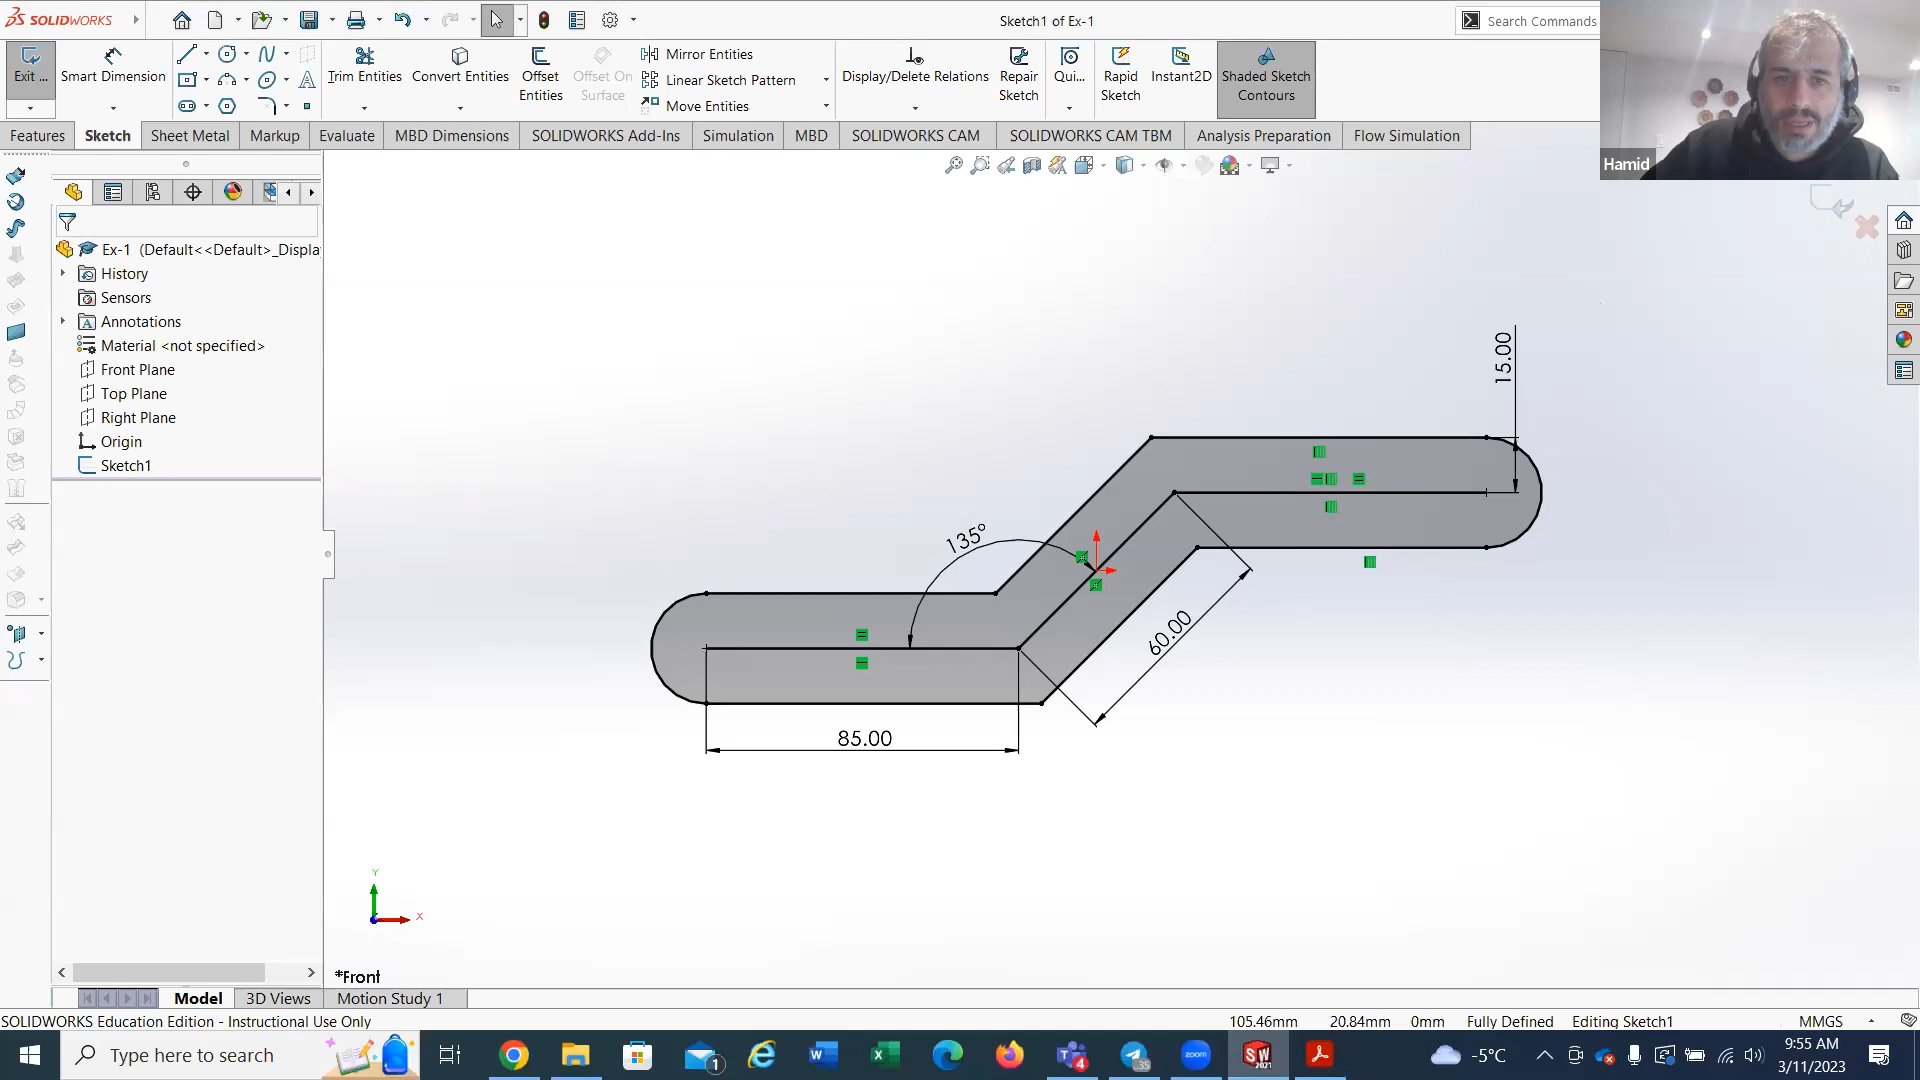 SOLIDWORKS
Sketch1 of Ex-1
Search Commands
Exit ...
Smart Dimension
Trim Entities
Convert Entities
Offset Entities
Offset On Surface
Mirror Entities
Linear Sketch Pattern
Move Entities
Display/Delete Relations
Repair Sketch
Qui...
Rapid Sketch
Instant2D
Shaded Sketch Contours
Features
Sketch
Sheet Metal
Markup
Evaluate
MBD Dimensions
SOLIDWORKS Add-Ins
Simulation
MBD
SOLIDWORKS CAM
SOLIDWORKS CAM TBM
Analysis Preparation
Flow Simulation
Hamid
Ex-1 (Default<<Default>_Displa
History
Sensors
Annotations
Material <not specified>
Front Plane
Top Plane
Right Plane
Origin
Sketch1
15.00
135°
60.00
85.00
Y
X
*Front
Model
3D Views
Motion Study 1
SOLIDWORKS Education Edition - Instructional Use Only
105.46mm
20.84mm
0mm
Fully Defined
Editing Sketch1
MMGS
Type here to search
1
4
35
zoom
SW
2021
-5°C
9:55 AM
3/11/2023